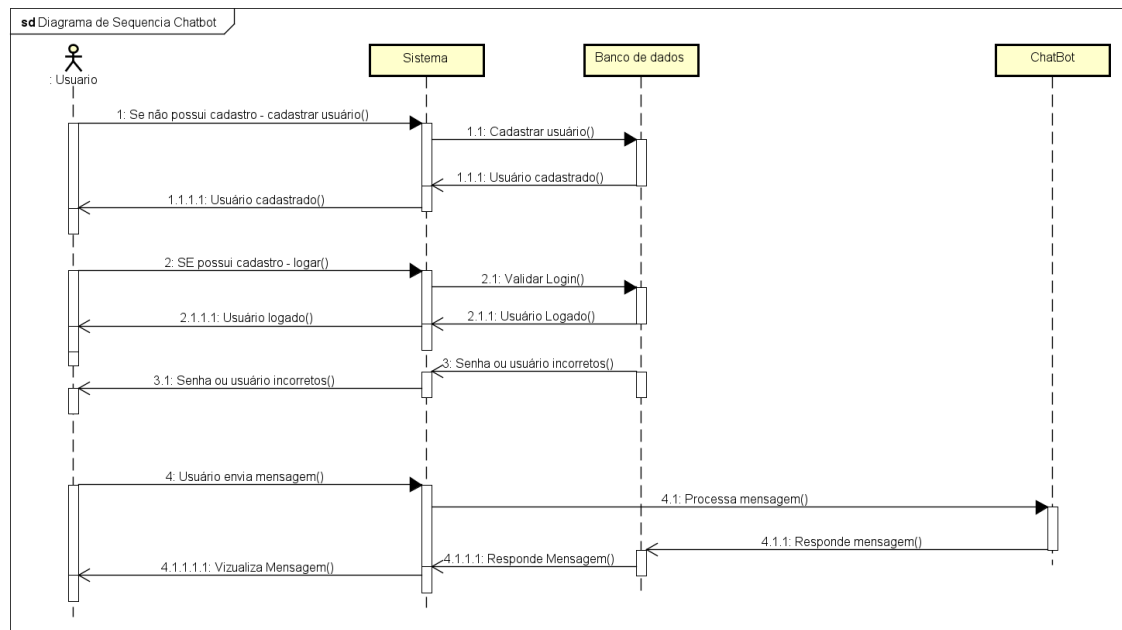 sd Diagrama de Sequencia Chatbot
: Usuario
Sistema
Banco de dados
ChatBot
1: Se não possui cadastro - cadastrar usuário()
1.1: Cadastrar usuário()
1.1.1: Usuário cadastrado()
1.1.1.1: Usuário cadastrado()
2: SE possui cadastro - logar()
2.1: Validar Login()
2.1.1: Usuário Logado()
2.1.1.1: Usuário logado()
3: Senha ou usuário incorretos()
3.1: Senha ou usuário incorretos()
4: Usuário envia mensagem()
4.1: Processa mensagem()
4.1.1: Responde mensagem()
4.1.1.1: Responde Mensagem()
4.1.1.1.1: Vizualiza Mensagem()